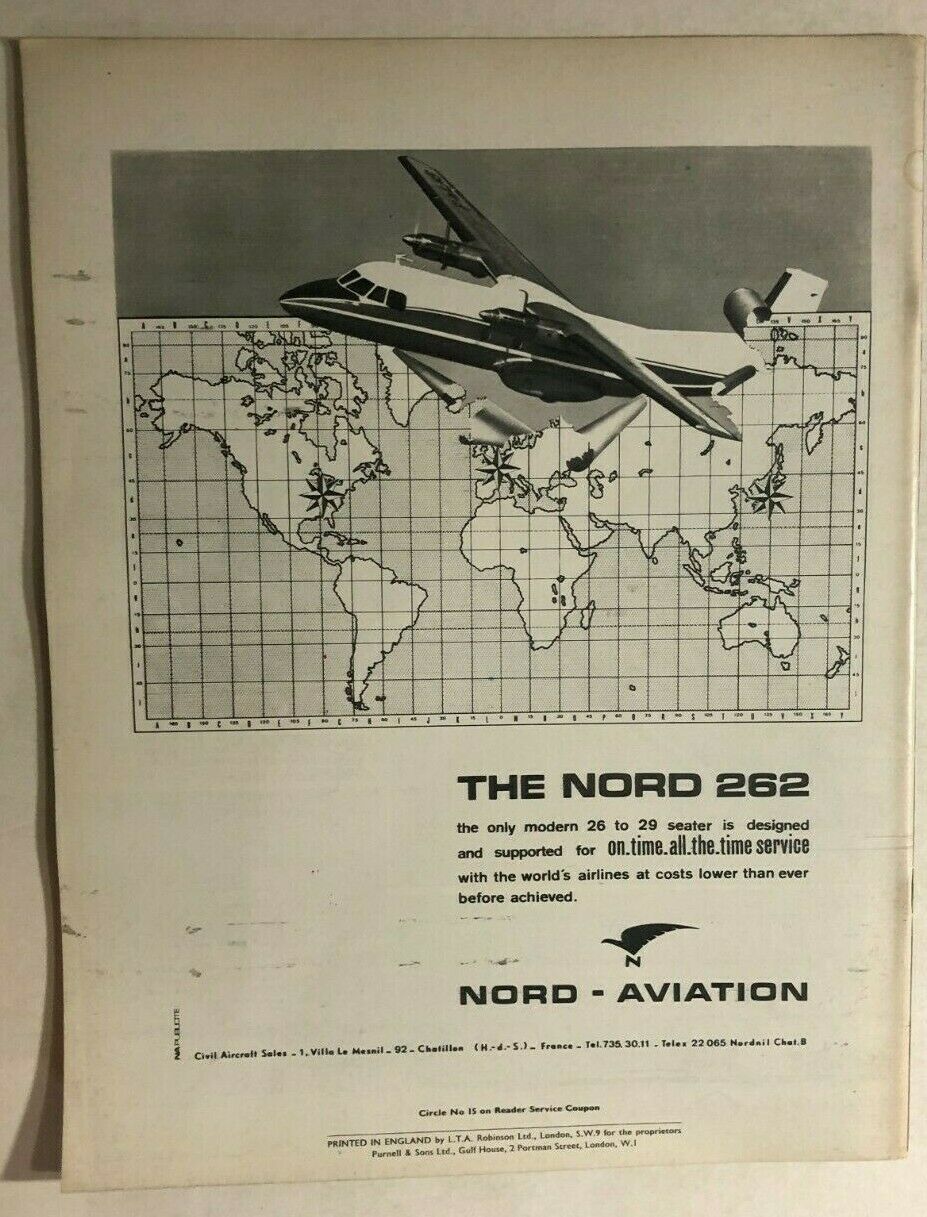 THE NORD 262
the only modern 26 to 29 seater is designed
and supported for on.time.all.the.time service
with the world's airlines at costs lower than ever
before achieved.
N
NORD - AVIATION
NA PUBLICITE
Civil Aircraft Sales - 1, Villa Le Mesnil - 92 - Chatillon (H.-d.-S.) - France - Tel. 735.30.11 - Telex 22 065 Nordnil Chat.B
Circle No 15 on Reader Service Coupon
PRINTED IN ENGLAND by L.T.A. Robinson Ltd., London, S.W.9 for the proprietors
Purnell & Sons Ltd., Gulf House, 2 Portman Street, London, W.1